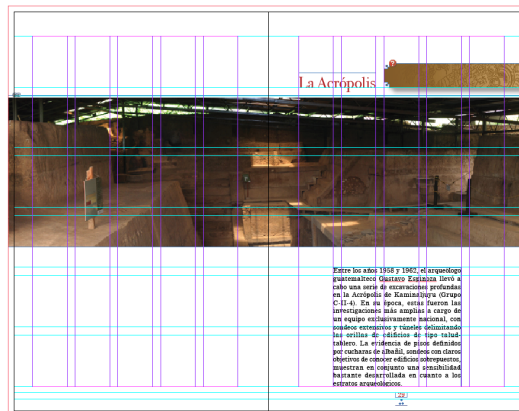 La Acrópolis
Entre los años 1958 y 1962, el arqueólogo
guatemalteco Gustavo Espinoza llevó a
cabo una serie de excavaciones profundas
en la Acrópolis de Kaminaljuyu (Grupo
C-II-4). En su época, estas fueron las
investigaciones más amplias a cargo de
un equipo exclusivamente nacional, con
sondeos extensivos y túneles delimitando
las orillas de edificios de tipo talud-
tablero. La evidencia de pisos definidos
por cucharas de albañil, sondeos con claros
objetivos de conocer edificios sobrepuestos,
muestran en conjunto una sensibilidad
bastante desarrollada en cuanto a los
estratos arqueológicos.